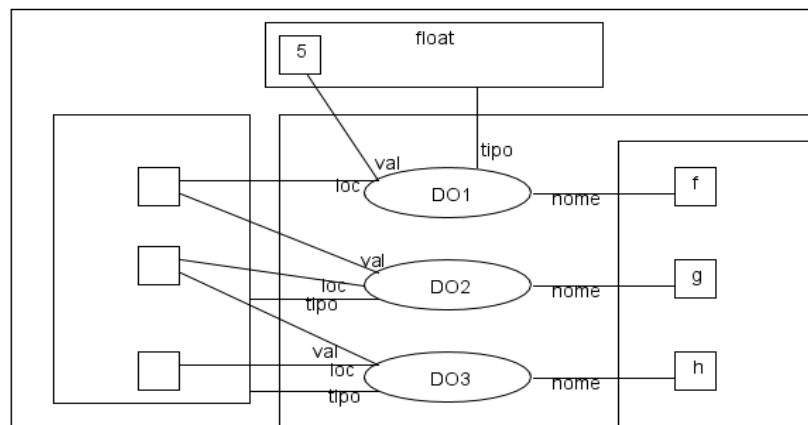 float
5
val
tipo
loc
DO1
nome
f
val
loc
DO2
nome
g
tipo
val
loc
DO3
nome
h
tipo